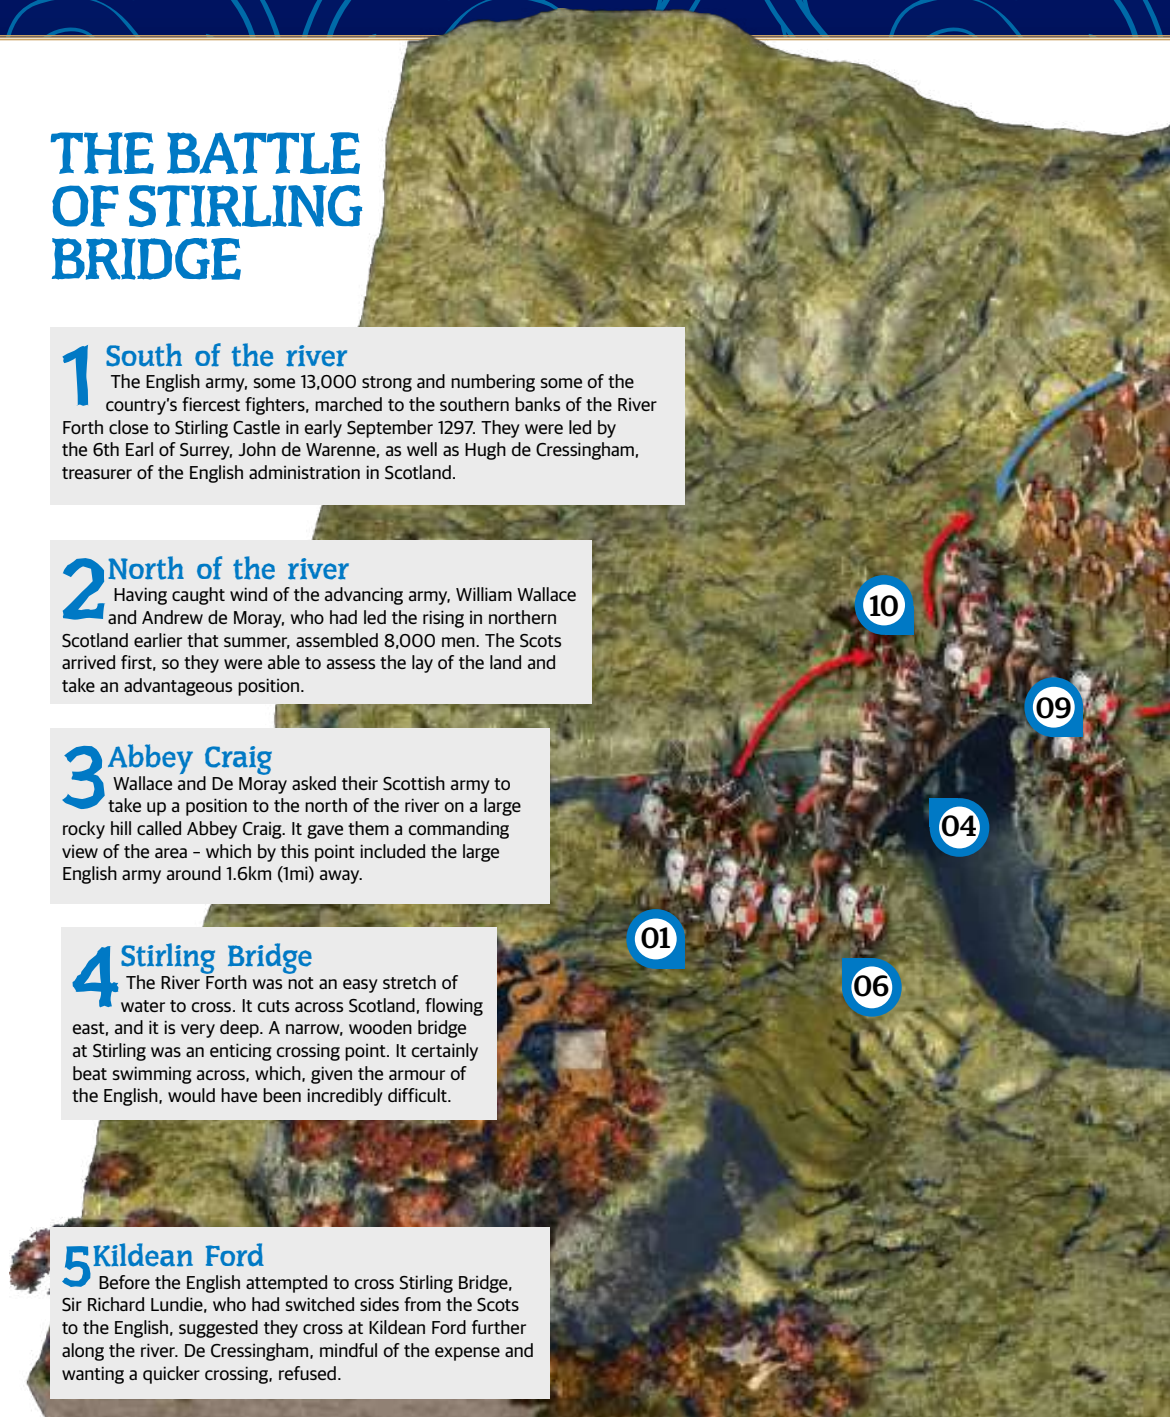 THE BATTLE
OF STIRLING
BRIDGE
1 South of the river
The English army, some 13,000 strong and numbering some of the
country's fiercest fighters, marched to the southern banks of the River
Forth close to Stirling Castle in early September 1297. They were led by
the 6th Earl of Surrey, John de Warenne, as well as Hugh de Cressingham,
treasurer of the English administration in Scotland.
2 North of the river
Having caught wind of the advancing army, William Wallace
and Andrew de Moray, who had led the rising in northern
Scotland earlier that summer, assembled 8,000 men. The Scots
arrived first, so they were able to assess the lay of the land and
take an advantageous position.
3 Abbey Craig
Wallace and De Moray asked their Scottish army to
take up a position to the north of the river on a large
rocky hill called Abbey Craig. It gave them a commanding
view of the area – which by this point included the large
English army around 1.6km (1mi) away.
4 Stirling Bridge
The River Forth was not an easy stretch of
water to cross. It cuts across Scotland, flowing
east, and it is very deep. A narrow, wooden bridge
at Stirling was an enticing crossing point. It certainly
beat swimming across, which, given the armour of
the English, would have been incredibly difficult.
5 Kildean Ford
Before the English attempted to cross Stirling Bridge,
Sir Richard Lundie, who had switched sides from the Scots
to the English, suggested they cross at Kildean Ford further
along the river. De Cressingham, mindful of the expense and
wanting a quicker crossing, refused.
10
09
04
01
06